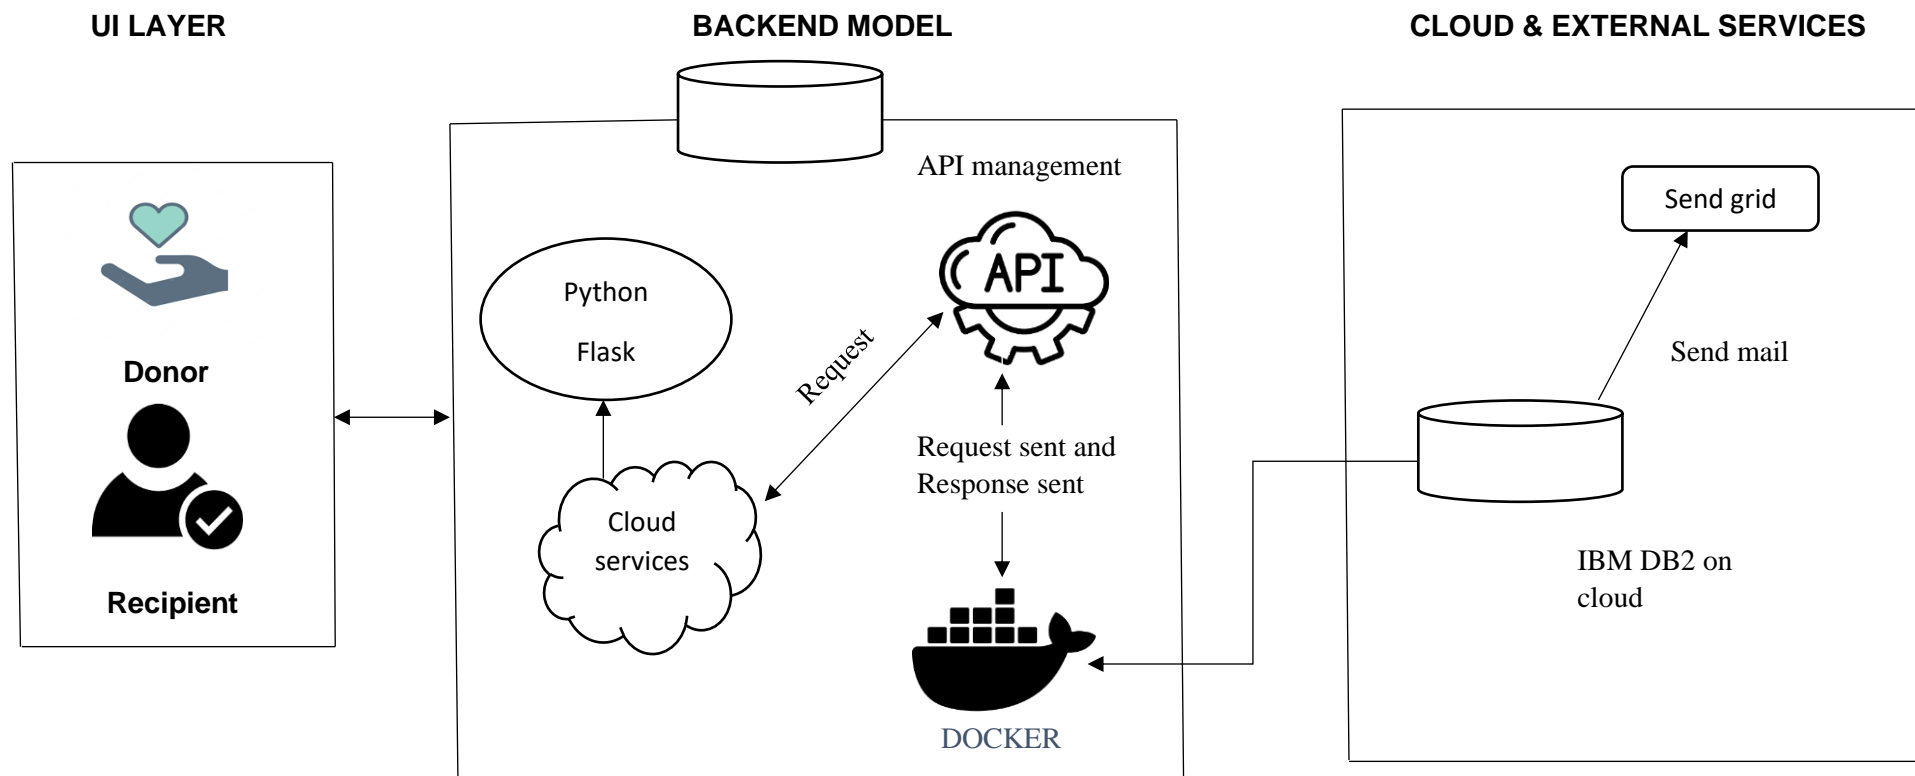 UI LAYER
BACKEND MODEL
CLOUD & EXTERNAL SERVICES
Donor
Recipient
API management
API
Python
Flask
Request
Cloud
services
Request sent and
Response sent
DOCKER
Send grid
Send mail
IBM DB2 on
cloud